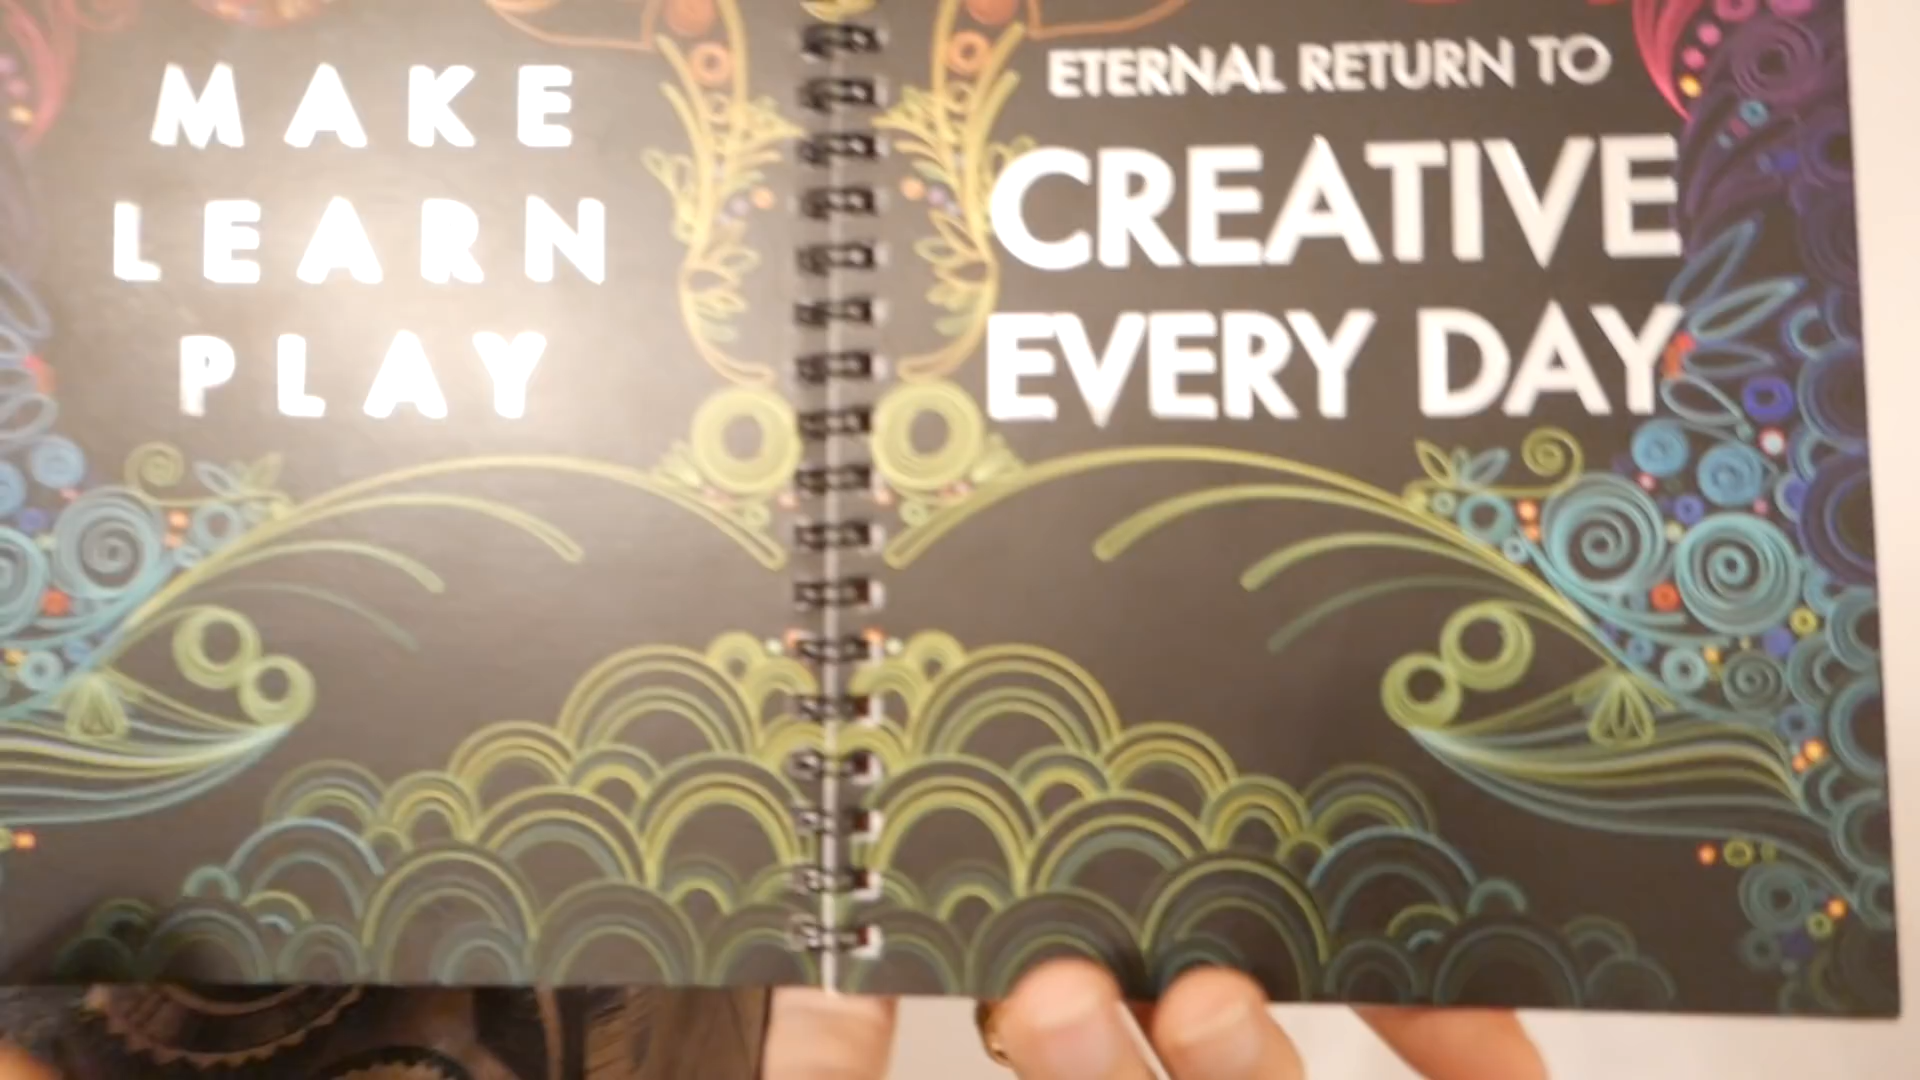 MAKE
LEARN
PLAY
ETERNAL RETURN TO
CREATIVE
EVERY DAY